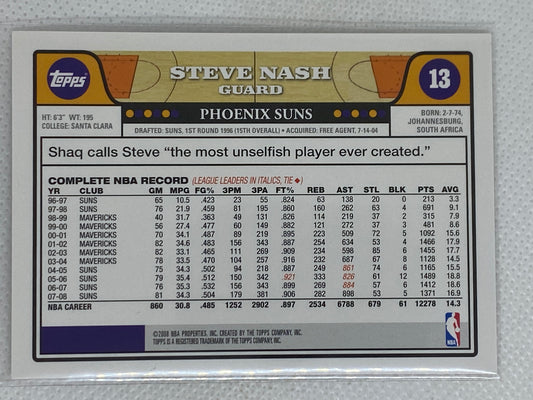 Topps
STEVE NASH
GUARD
13
HT: 6'3" WT: 195
COLLEGE: SANTA CLARA
PHOENIX SUNS
BORN: 2-7-74,
JOHANNESBURG,
SOUTH AFRICA
DRAFTED: SUNS, 1ST ROUND 1996 (15TH OVERALL) • ACQUIRED: FREE AGENT, 7-14-04
Shaq calls Steve “the most unselfish player ever created.”
COMPLETE NBA RECORD (LEAGUE LEADERS IN ITALICS, TIE ♦)
YR CLUB GM MPG FG% 3PM 3PA FT% REB AST STL BLK PTS AVG
96-97 SUNS 65 10.5 .423 23 55 .824 63 138 20 0 213 3.3
97-98 SUNS 76 21.9 .459 81 195 .860 160 262 63 4 691 9.1
98-99 MAVERICKS 40 31.7 .363 49 131 .826 114 219 37 2 315 7.9
99-00 MAVERICKS 56 27.4 .477 60 149 .882 121 272 37 3 481 8.6
00-01 MAVERICKS 70 34.1 .487 89 219 .895 223 509 72 5 1092 15.6
01-02 MAVERICKS 82 34.6 .483 156 343 .887 254 634 53 4 1466 17.9
02-03 MAVERICKS 82 33.1 .465 111 269 .909 234 598 85 6 1455 17.7
03-04 MAVERICKS 78 33.5 .470 104 257 .916 233 687 67 8 1128 14.5
04-05 SUNS 75 34.3 .502 94 218 .887 249 861 74 6 1165 15.5
05-06 SUNS 79 35.4 .512 150 342 .921 333 826 61 12 1489 18.8
06-07 SUNS 76 35.3 .532 156 343 .899 268 884 57 6 1412 18.6
07-08 SUNS 81 34.3 .504 179 381 .906 282 898 53 5 1371 16.9
NBA CAREER 860 30.8 .485 1252 2902 .897 2534 6788 679 61 12278 14.3
©2008 NBA PROPERTIES, INC. CREATED BY THE TOPPS COMPANY, INC.
TOPPS IS A REGISTERED TRADEMARK OF THE TOPPS COMPANY, INC.
NBA